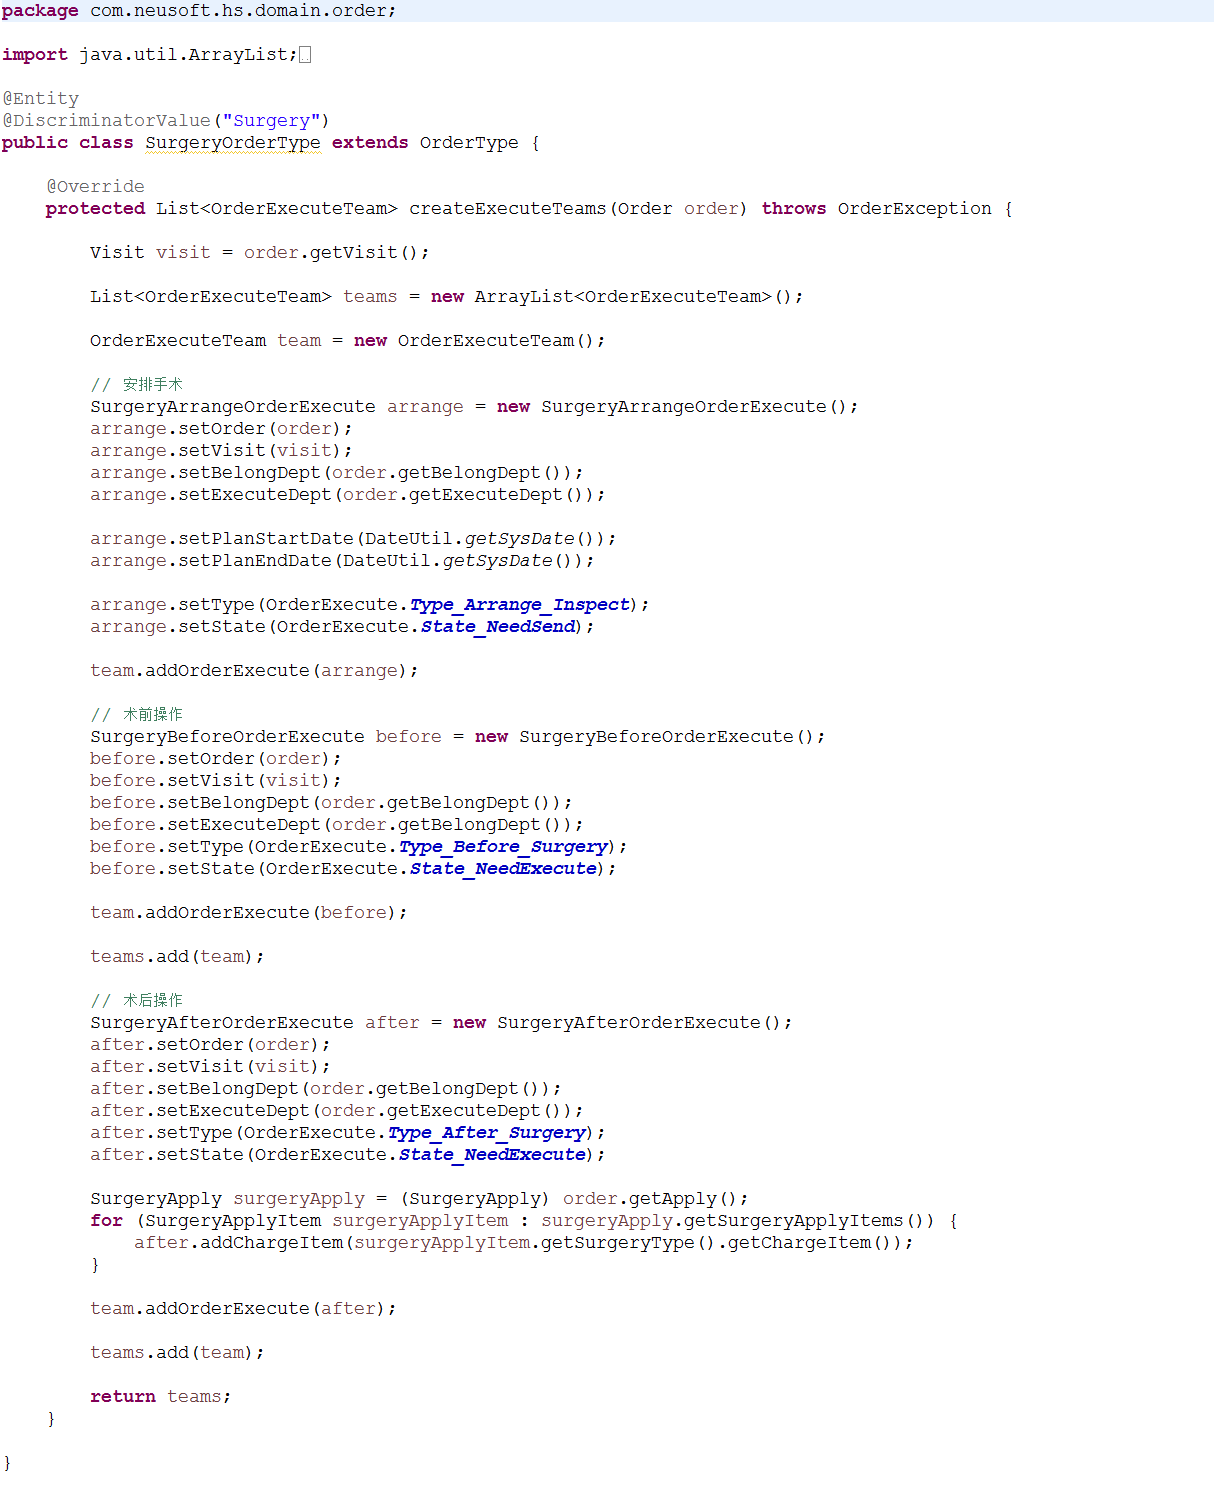 package com.neusoft.hs.domain.order;
import java.util.ArrayList;
@Entity
@DiscriminatorValue("Surgery")
public class SurgeryOrderType extends OrderType {
@Override
protected List<OrderExecuteTeam> createExecuteTeams(Order order) throws OrderException {
Visit visit = order.getVisit();
List<OrderExecuteTeam> teams = new ArrayList<OrderExecuteTeam>();
OrderExecuteTeam team = new OrderExecuteTeam();
// 安排手术
SurgeryArrangeOrderExecute arrange = new SurgeryArrangeOrderExecute();
arrange.setOrder(order);
arrange.setVisit(visit);
arrange.setBelongDept(order.getBelongDept());
arrange.setExecuteDept(order.getExecuteDept());
arrange.setPlanStartDate(DateUtil.getSysDate());
arrange.setPlanEndDate(DateUtil.getSysDate());
arrange.setType(OrderExecute.Type_Arrange_Inspect);
arrange.setState(OrderExecute.State_NeedSend);
team.addOrderExecute(arrange);
// 术前操作
SurgeryBeforeOrderExecute before = new SurgeryBeforeOrderExecute();
before.setOrder(order);
before.setVisit(visit);
before.setBelongDept(order.getBelongDept());
before.setExecuteDept(order.getBelongDept());
before.setType(OrderExecute.Type_Before_Surgery);
before.setState(OrderExecute.State_NeedExecute);
team.addOrderExecute(before);
teams.add(team);
// 术后操作
SurgeryAfterOrderExecute after = new SurgeryAfterOrderExecute();
after.setOrder(order);
after.setVisit(visit);
after.setBelongDept(order.getBelongDept());
after.setExecuteDept(order.getExecuteDept());
after.setType(OrderExecute.Type_After_Surgery);
after.setState(OrderExecute.State_NeedExecute);
SurgeryApply surgeryApply = (SurgeryApply) order.getApply();
for (SurgeryApplyItem surgeryApplyItem : surgeryApply.getSurgeryApplyItems()) {
after.addChargeItem(surgeryApplyItem.getSurgeryType().getChargeItem());
}
team.addOrderExecute(after);
teams.add(team);
return teams;
}
}